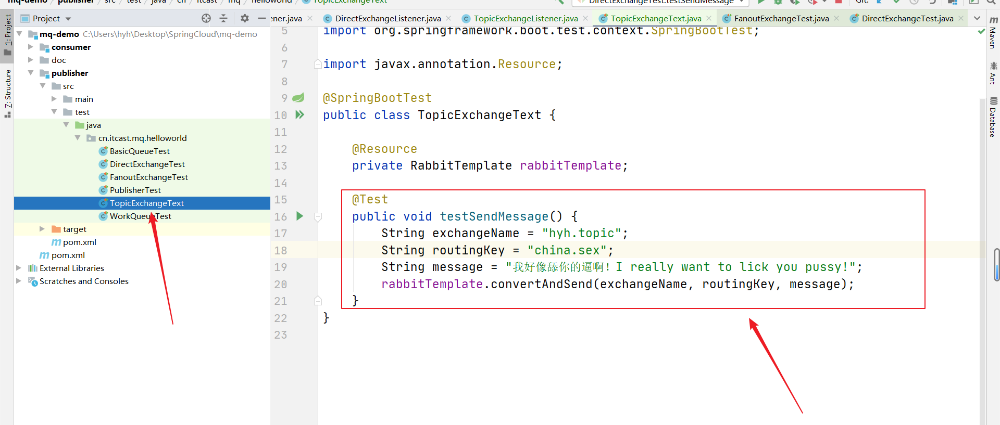 mq-demo / publisher / src / test / java / cn / itcast / mq / helloworld / TopicExchangeText
DirectExchangeTest.testSendMessage
Git:
Project
ener.java
DirectExchangeListener.java
TopicExchangeListener.java
TopicExchangeText.java
FanoutExchangeTest.java
DirectExchangeTest.java
1: Project
7: Structure
mq-demo C:\Users\hyh\Desktop\SpringCloud\mq-demo
consumer
doc
publisher
src
main
test
java
cn.itcast.mq.helloworld
BasicQueueTest
DirectExchangeTest
FanoutExchangeTest
PublisherTest
TopicExchangeText
WorkQueueTest
target
pom.xml
pom.xml
External Libraries
Scratches and Consoles
5 import org.springframework.boot.test.context.SpringBootTest;
6
7 import javax.annotation.Resource;
8
9 @SpringBootTest
10 public class TopicExchangeText {
11
12 @Resource
13 private RabbitTemplate rabbitTemplate;
14
15 @Test
16 public void testSendMessage() {
17 String exchangeName = "hyh.topic";
18 String routingKey = "china.sex";
19 String message = "我好像舔你的逼啊! I really want to lick you pussy!";
20 rabbitTemplate.convertAndSend(exchangeName, routingKey, message);
21 }
22 }
23
Maven
Ant
Database